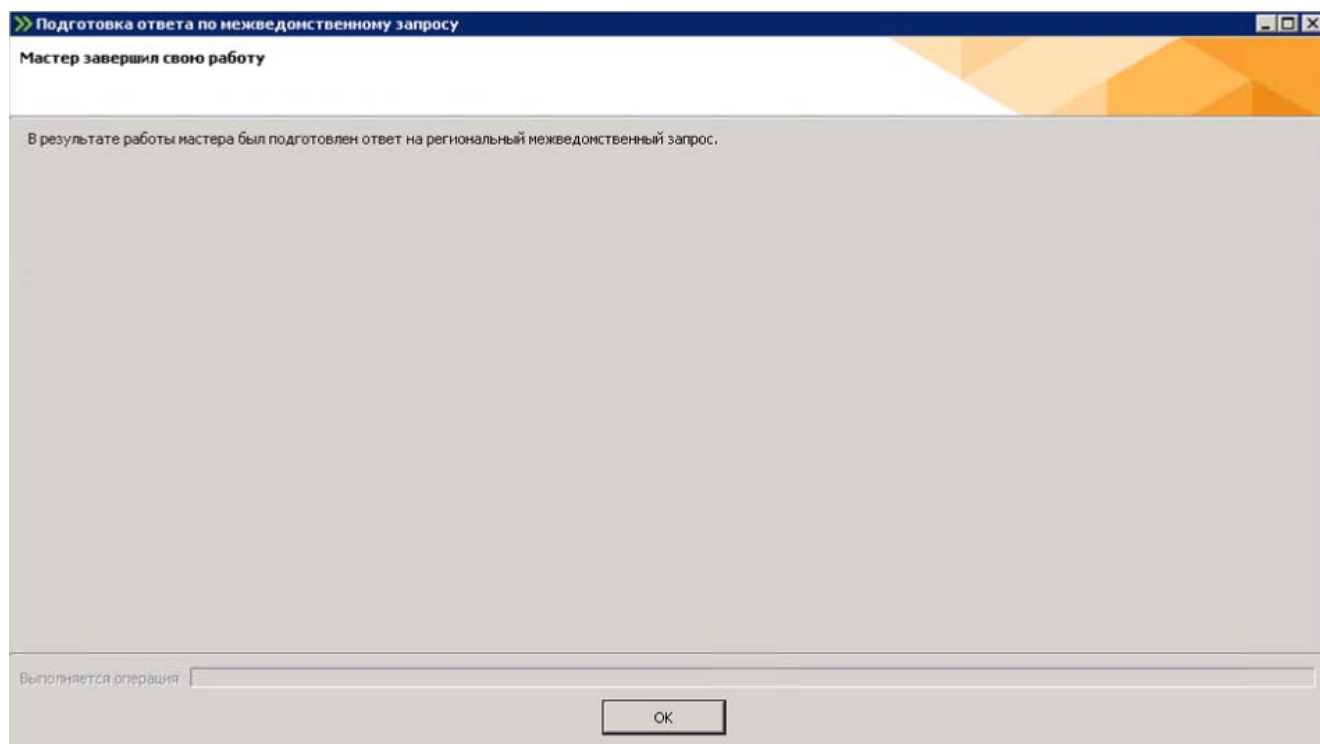 Подготовка ответа по межведомственному запросу
Мастер завершил свою работу
В результате работы мастера был подготовлен ответ на региональный межведомственный запрос.
Выполняется операция
OK